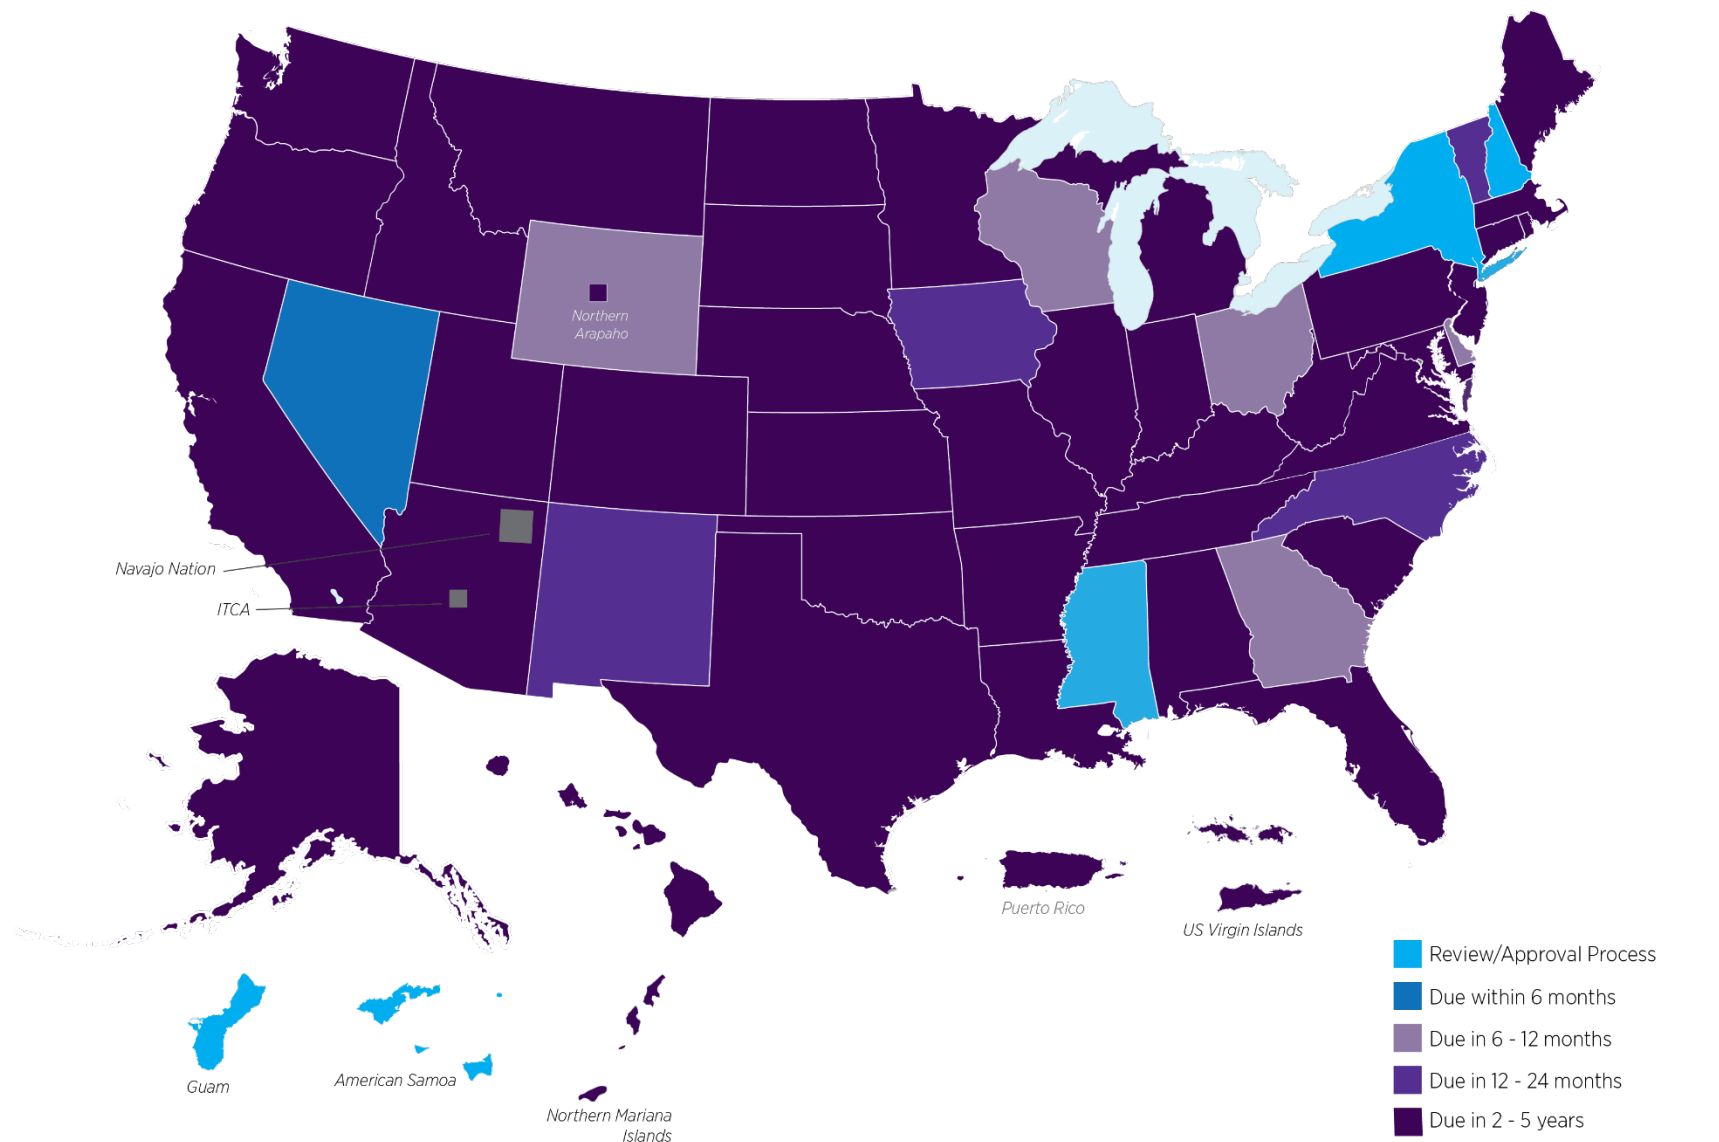 Northern
Arapaho
Navajo Nation
ITCA
Puerto Rico
US Virgin Islands
Guam
American Samoa
Northern Mariana
Islands
Review/Approval Process
Due within 6 months
Due in 6 - 12 months
Due in 12 - 24 months
Due in 2 - 5 years